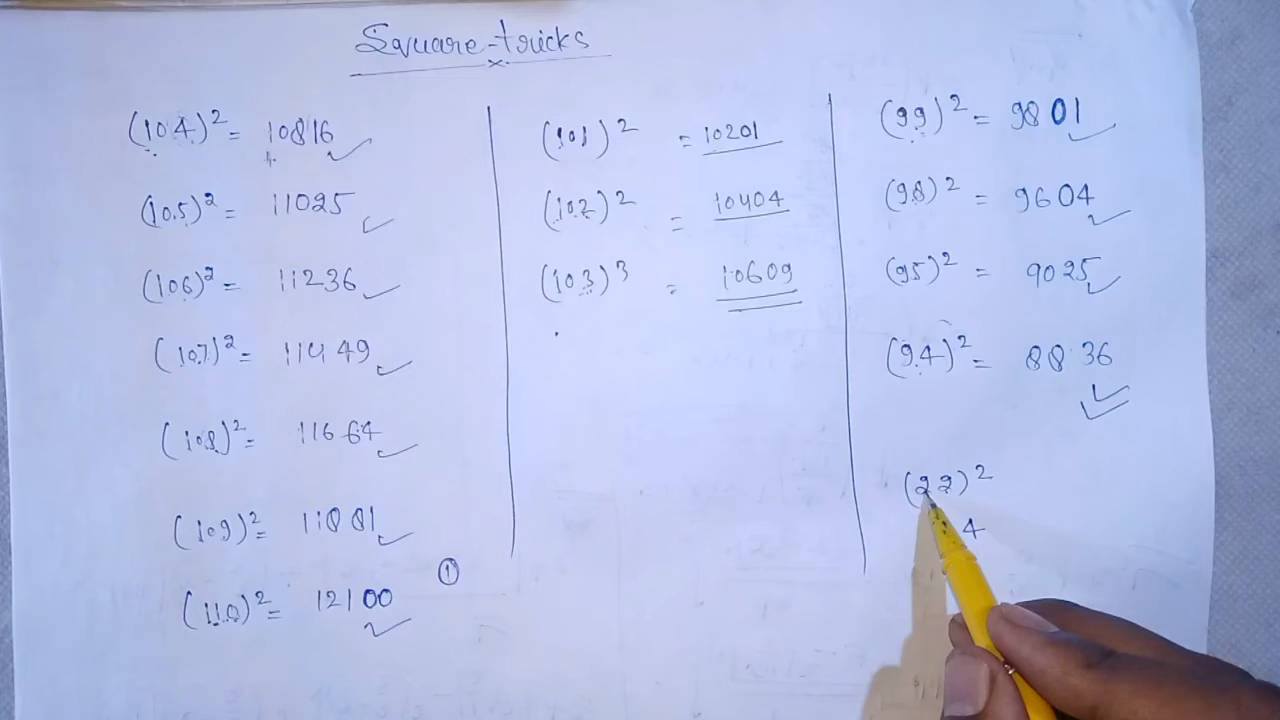 Square-tricks
(104)² = 10816
(105)² = 11025
(106)² = 11236
(107)² = 11449
(108)² = 11664
(109)² = 11881
(110)² = 12100
①
(101)² = 10201
(102)² = 10404
(103)³ = 10609
(99)² = 9801
(98)² = 9604
(95)² = 9025
(94)² = 8836
(22)²
4